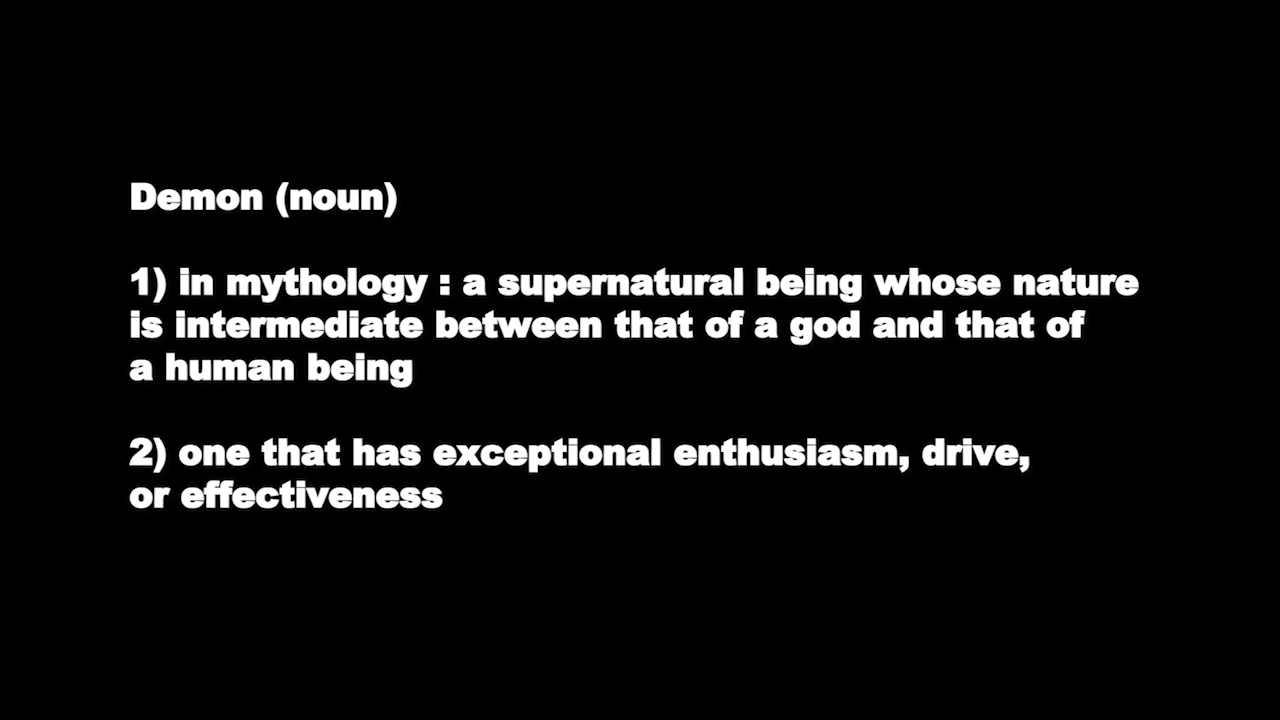 Demon (noun)
1) in mythology : a supernatural being whose nature
is intermediate between that of a god and that of
a human being
2) one that has exceptional enthusiasm, drive,
or effectiveness